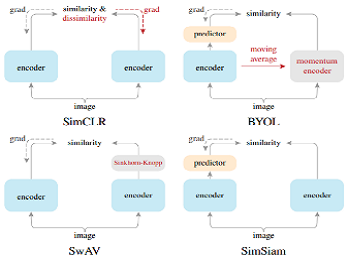 grad similarity & grad
dissimilarity
encoder encoder
image
SimCLR
grad similarity
predictor
moving
average
encoder momentum
encoder
image
BYOL
grad similarity
Sinkhorn-Knopp
encoder encoder
image
SwAV
grad similarity
predictor
encoder encoder
image
SimSiam